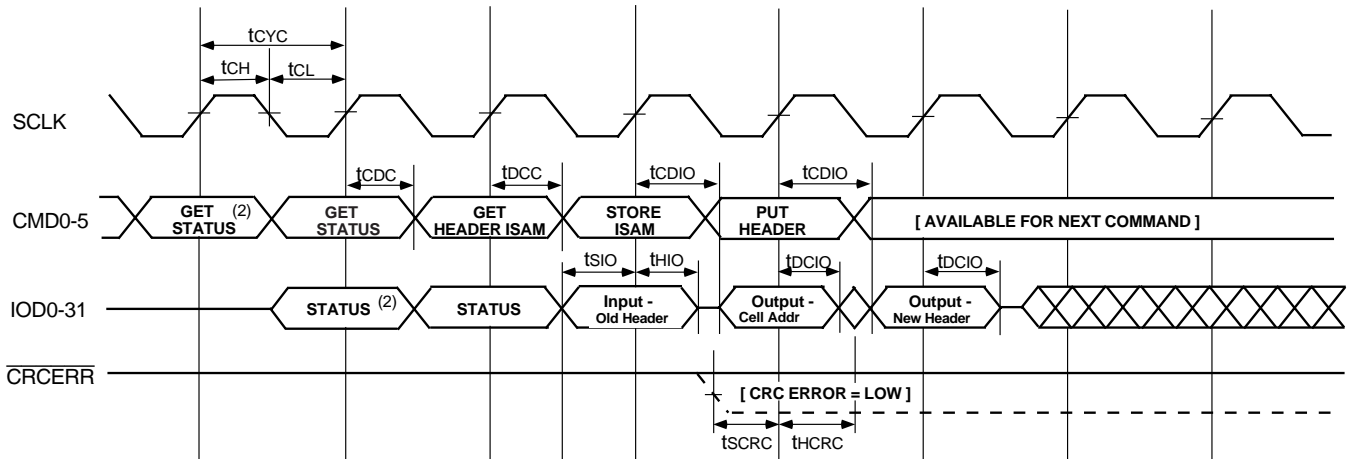 tCYC
tCH tCL
SCLK
tCDC tDCC tCDIO tCDIO
CMD0-5
GET (2)
STATUS
GET
STATUS
GET
HEADER ISAM
STORE
ISAM
PUT
HEADER
[ AVAILABLE FOR NEXT COMMAND ]
tSIO tHIO tDCIO tDCIO
IOD0-31
STATUS (2)
STATUS
Input -
Old Header
Output -
Cell Addr
Output -
New Header
CRCERR
[ CRC ERROR = LOW ]
tSCRC tHCRC